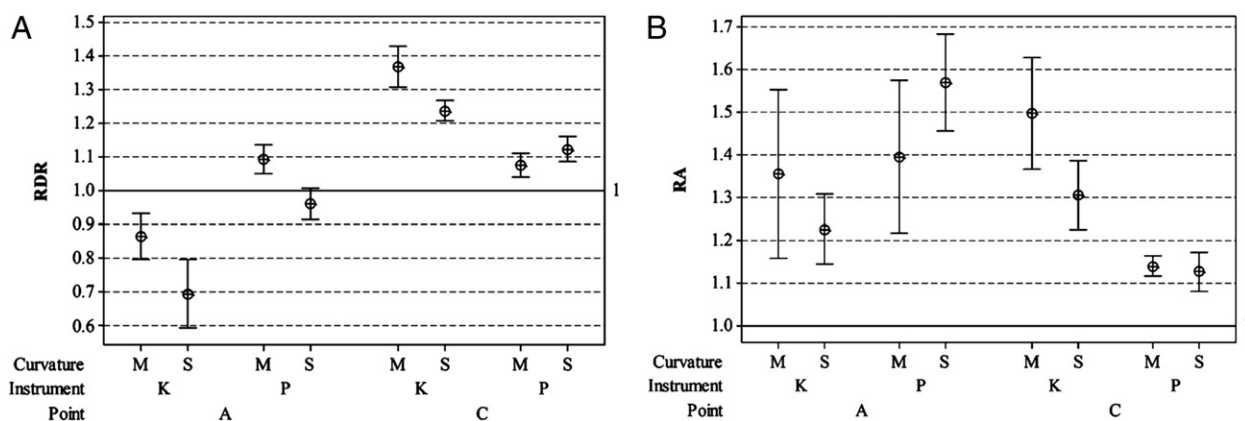 A
1.5
1.4
1.3
1.2
1.1
1.0
0.9
0.8
0.7
0.6
RDR
1
Curvature M S M S M S M S
Instrument K P K P
Point A C
B
1.7
1.6
1.5
1.4
1.3
1.2
1.1
1.0
RA
Curvature M S M S M S M S
Instrument K P K P
Point A C